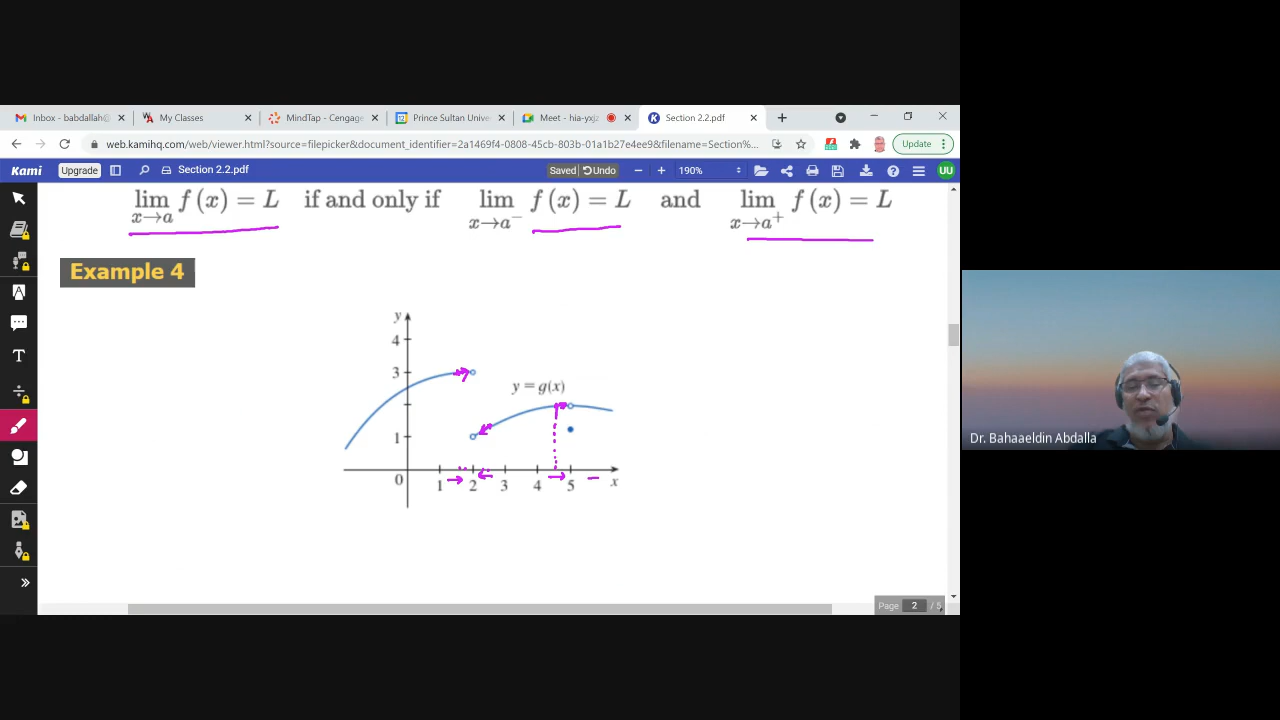 Inbox - babdallah@
My Classes
MindTap - Cengage
Prince Sultan Unive
Meet - hia-yxja
Section 2.2.pdf
web.kamihq.com/web/viewer.html?source=filepicker&document_identifier=2a1469f4-0808-45cb-803b-01a1b27e4ee9&filename=Section%...
Update
Kami Upgrade Section 2.2.pdf Saved Undo 190% UU
lim x→a f (x) = L if and only if lim x→a⁻ f (x) = L and lim x→a⁺ f (x) = L
Example 4
y
4
3
y = g(x)
1
0 1 2 3 4 5 x
Dr. Bahaaeldin Abdalla
Page 2 / 5